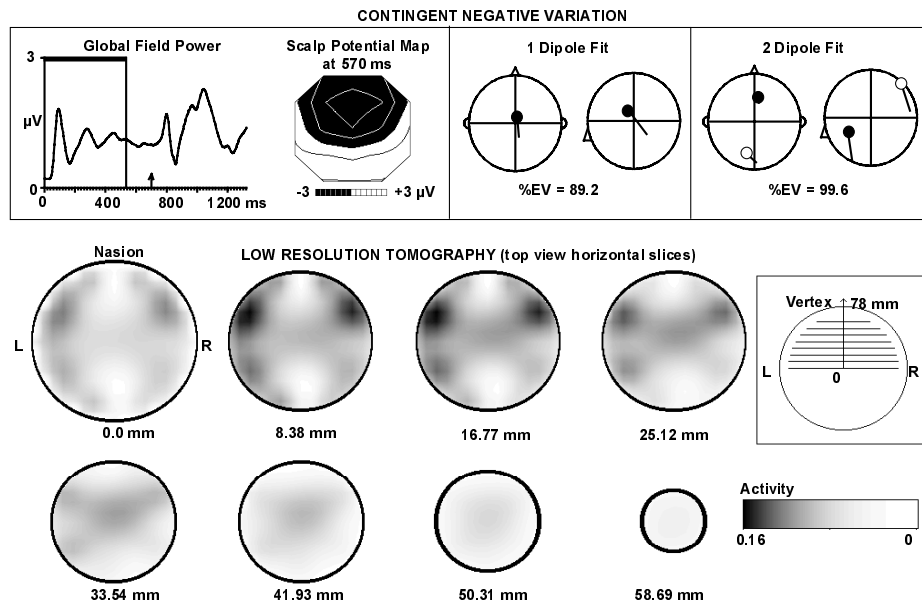 CONTINGENT NEGATIVE VARIATION
Global Field Power
3
µV
0
0 400 800 1200 ms
Scalp Potential Map
at 570 ms
-3 +3 µV
1 Dipole Fit
%EV = 89.2
2 Dipole Fit
%EV = 99.6
LOW RESOLUTION TOMOGRAPHY (top view horizontal slices)
Nasion
L R
0.0 mm
8.38 mm
16.77 mm
25.12 mm
Vertex 78 mm
L R
0
33.54 mm
41.93 mm
50.31 mm
58.69 mm
Activity
0.16 0